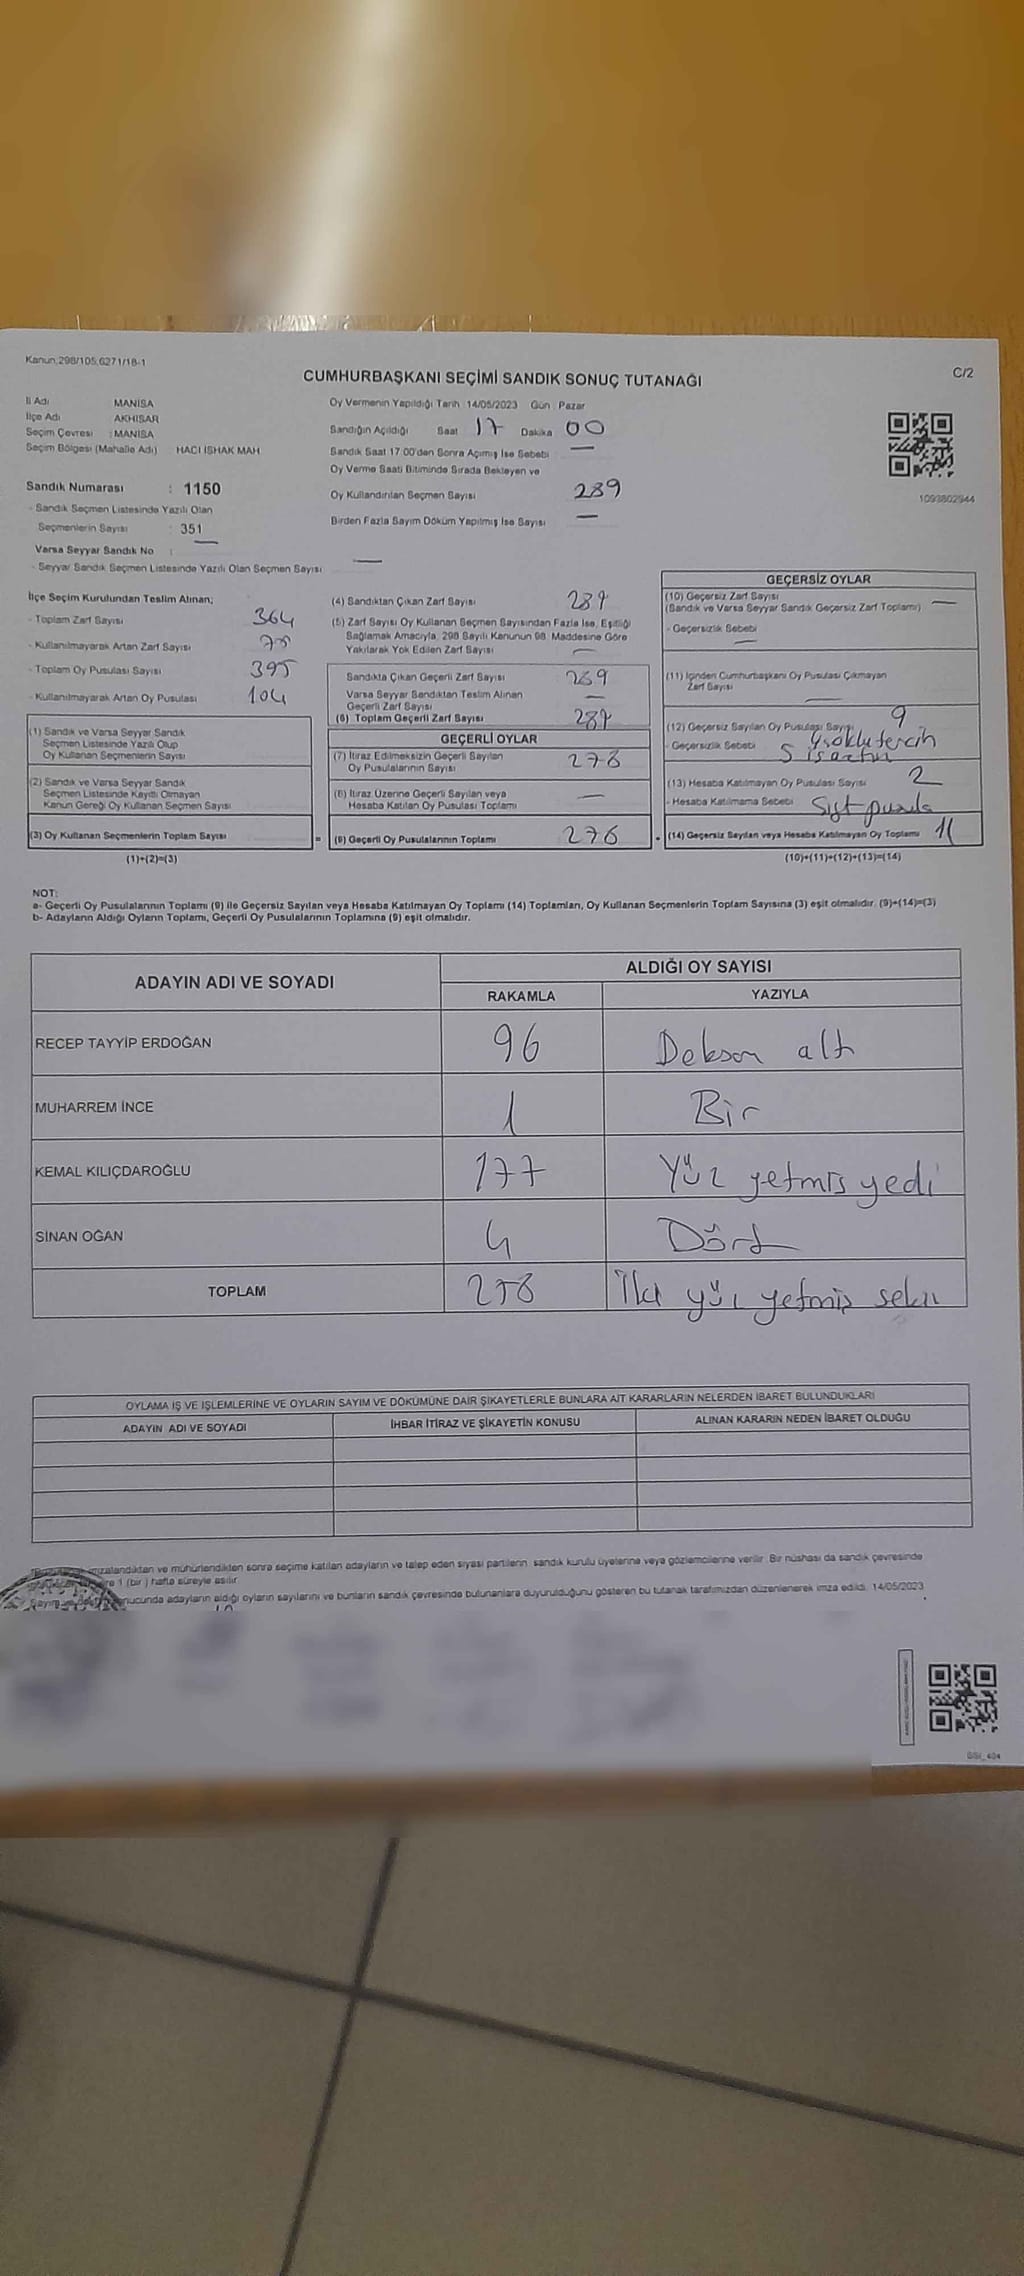 Kanun;298/105;6271/18-1
C/2
CUMHURBAŞKANI SEÇİMİ SANDIK SONUÇ TUTANAĞI
İl Adı MANİSA
İlçe Adı AKHİSAR
Seçim Çevresi : MANİSA
Seçim Bölgesi (Mahalle Adı) HACI İSHAK MAH.
Sandık Numarası : 1150
- Sandık Seçmen Listesinde Yazılı Olan
Seçmenlerin Sayısı : 351
Varsa Seyyar Sandık No : —
- Seyyar Sandık Seçmen Listesinde Yazılı Olan Seçmen Sayısı —
Oy Vermenin Yapıldığı Tarih 14/05/2023 Gün Pazar
Sandığın Açıldığı Saat 17 Dakika 00
Sandık Saat 17:00'den Sonra Açımış İse Sebebi —
Oy Verme Saati Bitiminde Sırada Bekleyen ve
Oy Kullandırılan Seçmen Sayısı 289
Birden Fazla Sayım Döküm Yapılmış İse Sayısı —
1093802944
İlçe Seçim Kurulundan Teslim Alınan;
- Toplam Zarf Sayısı 364
- Kullanılmayarak Artan Zarf Sayısı
- Toplam Oy Pusulası Sayısı 395
- Kullanılmayarak Artan Oy Pusulası 104
(1) Sandık ve Varsa Seyyar Sandık
Seçmen Listesinde Yazılı Olup
Oy Kullanan Seçmenlerin Sayısı
(2) Sandık ve Varsa Seyyar Sandık
Seçmen Listesinde Kayıtlı Olmayan
Kanun Gereği Oy Kullanan Seçmen Sayısı
(3) Oy Kullanan Seçmenlerin Toplam Sayısı =
(1)+(2)=(3)
(4) Sandıktan Çıkan Zarf Sayısı 289
(5) Zarf Sayısı Oy Kullanan Seçmen Sayısından Fazla İse, Eşitliği
Sağlamak Amacıyla, 298 Sayılı Kanunun 98. Maddesine Göre
Yakılarak Yok Edilen Zarf Sayısı —
Sandıkta Çıkan Geçerli Zarf Sayısı 289
Varsa Seyyar Sandıktan Teslim Alınan
Geçerli Zarf Sayısı —
(6) Toplam Geçerli Zarf Sayısı 289
GEÇERLİ OYLAR
(7) İtiraz Edilmeksizin Geçerli Sayılan
Oy Pusulalarının Sayısı 278
(8) İtiraz Üzerine Geçerli Sayılan veya
Hesaba Katılan Oy Pusulası Toplamı —
(9) Geçerli Oy Pusulalarının Toplamı 278 +
GEÇERSİZ OYLAR
(10) Geçersiz Zarf Sayısı
(Sandık ve Varsa Seyyar Sandık Geçersiz Zarf Toplamı) —
- Geçersizlik Sebebi —
(11) İçinden Cumhurbaşkanı Oy Pusulası Çıkmayan
Zarf Sayısı —
(12) Geçersiz Sayılan Oy Pusulası Sayısı 9
- Geçersizlik Sebebi tercih
5
(13) Hesaba Katılmayan Oy Pusulası Sayısı 2
- Hesaba Katılmama Sebebi
(14) Geçersiz Sayılan veya Hesaba Katılmayan Oy Toplamı 11
(10)+(11)+(12)+(13)=(14)
NOT:
a- Geçerli Oy Pusulalarının Toplamı (9) ile Geçersiz Sayılan veya Hesaba Katılmayan Oy Toplamı (14) Toplamları, Oy Kullanan Seçmenlerin Toplam Sayısına (3) eşit olmalıdır. (9)+(14)=(3)
b- Adayların Aldığı Oyların Toplamı, Geçerli Oy Pusulalarının Toplamına (9) eşit olmalıdır.
ADAYIN ADI VE SOYADI ALDIĞI OY SAYISI
RAKAMLA YAZIYLA
RECEP TAYYİP ERDOĞAN 96 Dokson altı
MUHARREM İNCE 1 Bir
KEMAL KILIÇDAROĞLU 177 Yüz yetmiş yedi
SİNAN OĞAN 4 Dört
TOPLAM 278 İki yüz yetmiş sekiz
OYLAMA İŞ VE İŞLEMLERİNE VE OYLARIN SAYIM VE DÖKÜMÜNE DAİR ŞİKAYETLERLE BUNLARA AİT KARARLARIN NELERDEN İBARET BULUNDUKLARI
ADAYIN ADI VE SOYADI İHBAR İTİRAZ VE ŞİKAYETİN KONUSU ALINAN KARARIN NEDEN İBARET OLDUĞU
imzalandıktan ve mühürlendikten sonra seçime katılan adayların ve talep eden siyasi partilerin sandık kurulu üyelerine veya gözlemcilerine verilir. Bir nüshası da sandık çevresinde
1 (bir) hafta süreyle asılır.
Sayım sonucunda adayların aldığı oyların sayılarını ve bunların sandık çevresinde bulunanlara duyurulduğunu gösteren bu tutanak tarafımızdan düzenlenerek imza edildi. 14/05/2023